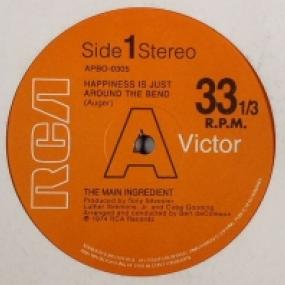 Side 1 Stereo
APBO-0305
HAPPINESS IS JUST
AROUND THE BEND
(Auger)
33 1/3
R.P.M.
RCA
A
Victor
THE MAIN INGREDIENT
Produced by Tony Silvester
Luther Simmons, Jr. and Cuba Gooding
Arranged and conducted by Bert deCoteaux
℗ 1974 RCA Records